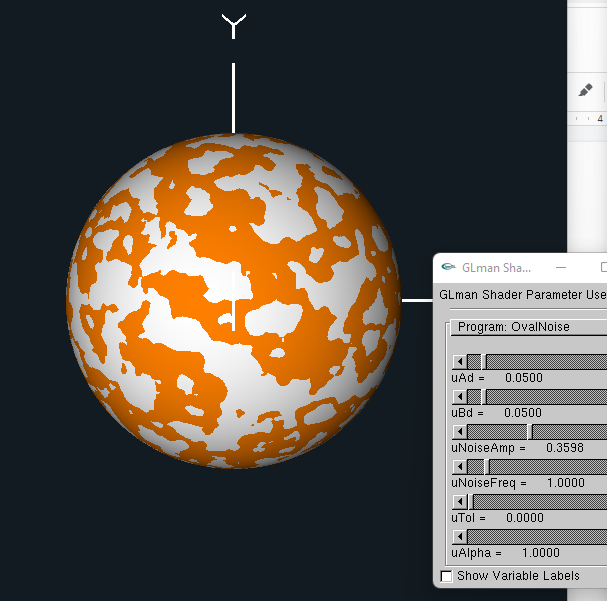 Y
4
GLman Sha...
GLman Shader Parameter Use
Program: OvalNoise
uAd = 0.0500
uBd = 0.0500
uNoiseAmp = 0.3598
uNoiseFreq = 1.0000
uTol = 0.0000
uAlpha = 1.0000
Show Variable Labels